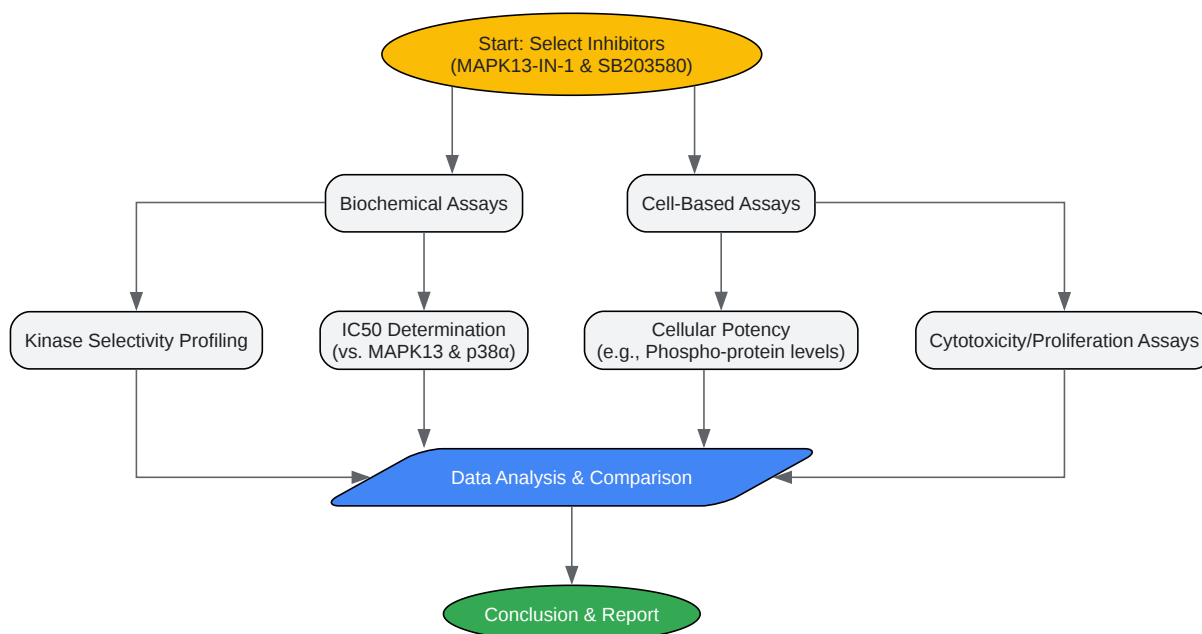 Start: Select Inhibitors
(MAPK13-IN-1 & SB203580)
Biochemical Assays
Cell-Based Assays
Kinase Selectivity Profiling
IC50 Determination
(vs. MAPK13 & p38α)
Cellular Potency
(e.g., Phospho-protein levels)
Cytotoxicity/Proliferation Assays
Data Analysis & Comparison
Conclusion & Report